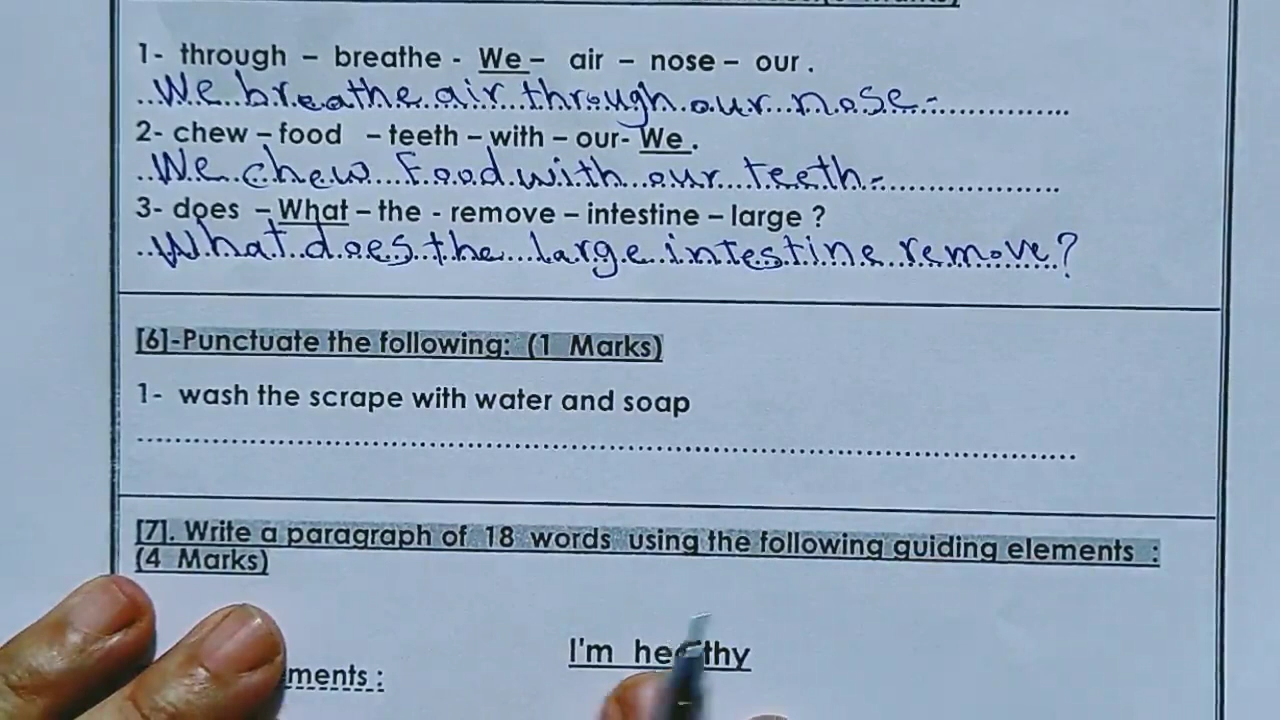 1- through – breathe - We – air – nose – our .
We breathe air through our nose.
2- chew – food – teeth – with – our- We .
We chew food with our teeth.
3- does – What – the - remove – intestine – large ?
What does the large intestine remove?
[6]-Punctuate the following: (1 Marks)
1- wash the scrape with water and soap
[7]. Write a paragraph of 18 words using the following guiding elements :
(4 Marks)
I'm healthy
ments :